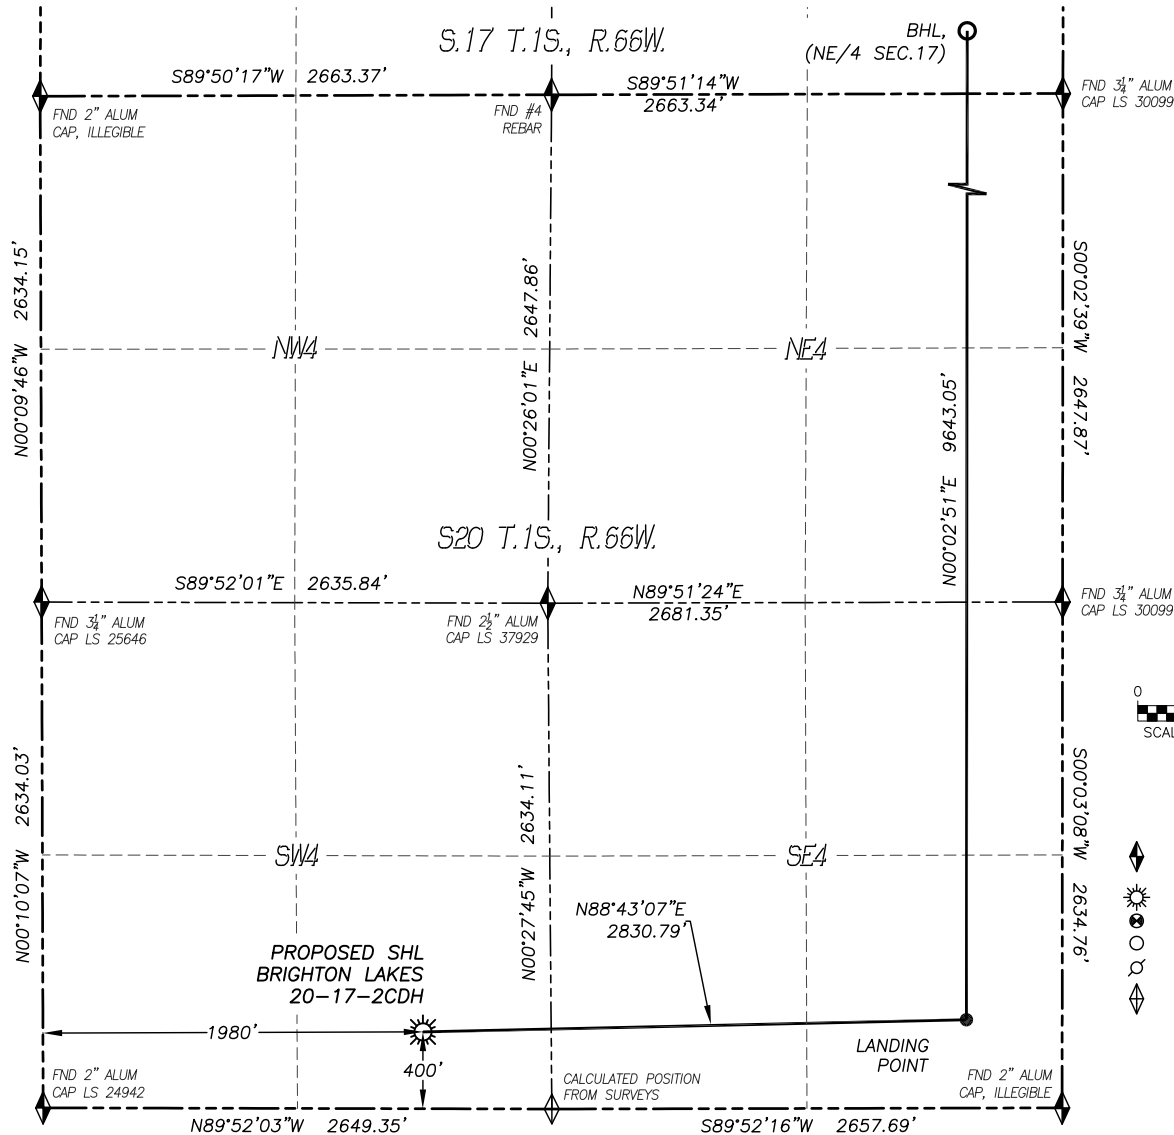 S.17 T.1S., R.66W.
BHL,
(NE/4 SEC.17)
S89°50'17"W 2663.37'
S89°51'14"W
2663.34'
FND 2" ALUM
CAP, ILLEGIBLE
FND #4
REBAR
FND 3¼" ALUM
CAP LS 30099
N00°09'46"W 2634.15'
N00°26'01"E 2647.86'
S00°02'39"W 2647.87'
NW4
NE4
N00°02'51"E 9643.05'
S20 T.1S., R.66W.
S89°52'01"E 2635.84'
N89°51'24"E
2681.35'
FND 3¼" ALUM
CAP LS 25646
FND 2½" ALUM
CAP LS 37929
FND 3¼" ALUM
CAP LS 30099
0
SCAL
N00°10'07"W 2634.03'
N00°27'45"W 2634.11'
S00°03'08"W 2634.76'
SW4
SE4
N88°43'07"E
2830.79'
PROPOSED SHL
BRIGHTON LAKES
20-17-2CDH
1980'
400'
LANDING
POINT
FND 2" ALUM
CAP LS 24942
CALCULATED POSITION
FROM SURVEYS
FND 2" ALUM
CAP, ILLEGIBLE
N89°52'03"W 2649.35'
S89°52'16"W 2657.69'